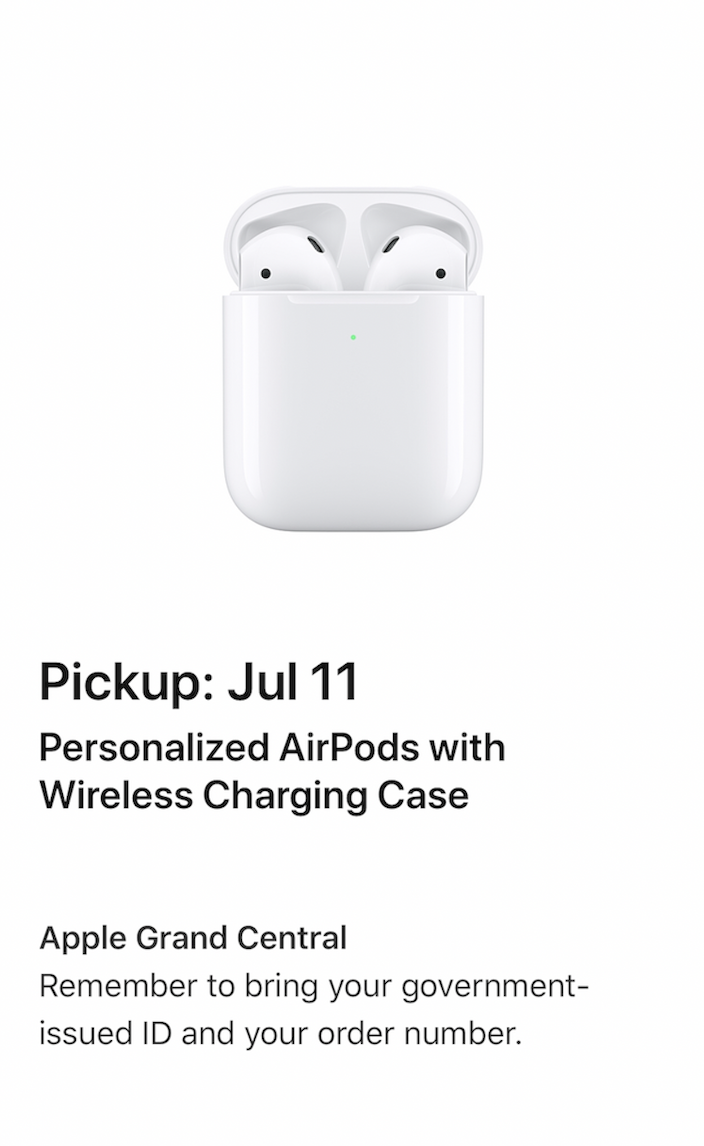 Pickup: Jul 11
Personalized AirPods with
Wireless Charging Case
Apple Grand Central
Remember to bring your government-
issued ID and your order number.